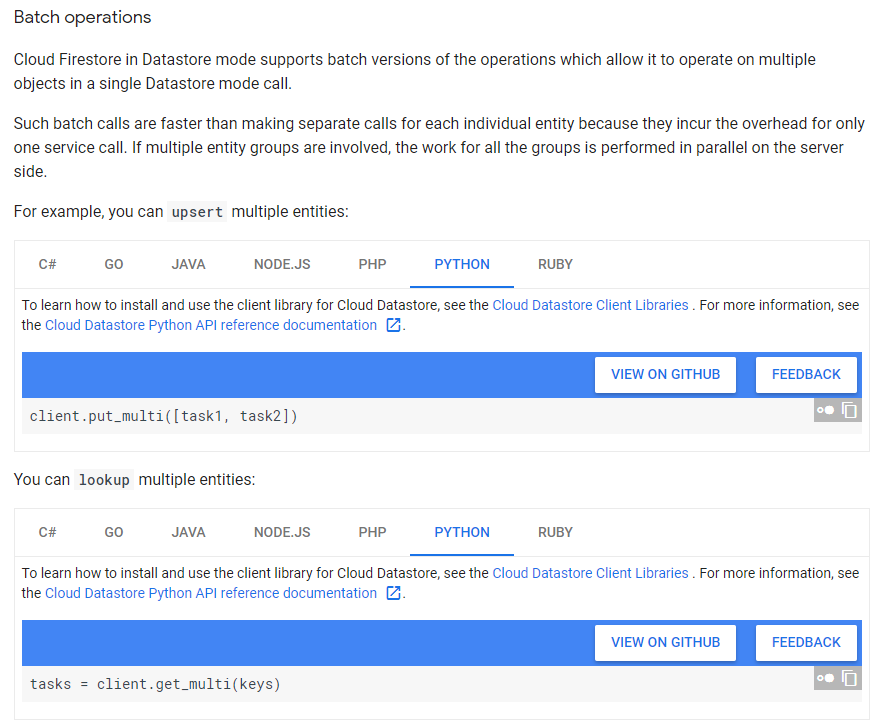 Batch operations
Cloud Firestore in Datastore mode supports batch versions of the operations which allow it to operate on multiple
objects in a single Datastore mode call.
Such batch calls are faster than making separate calls for each individual entity because they incur the overhead for only
one service call. If multiple entity groups are involved, the work for all the groups is performed in parallel on the server
side.
For example, you can upsert multiple entities:
C# GO JAVA NODE.JS PHP PYTHON RUBY
To learn how to install and use the client library for Cloud Datastore, see the Cloud Datastore Client Libraries . For more information, see
the Cloud Datastore Python API reference documentation .
VIEW ON GITHUB FEEDBACK
client.put_multi([task1, task2])
You can lookup multiple entities:
C# GO JAVA NODE.JS PHP PYTHON RUBY
To learn how to install and use the client library for Cloud Datastore, see the Cloud Datastore Client Libraries . For more information, see
the Cloud Datastore Python API reference documentation .
VIEW ON GITHUB FEEDBACK
tasks = client.get_multi(keys)